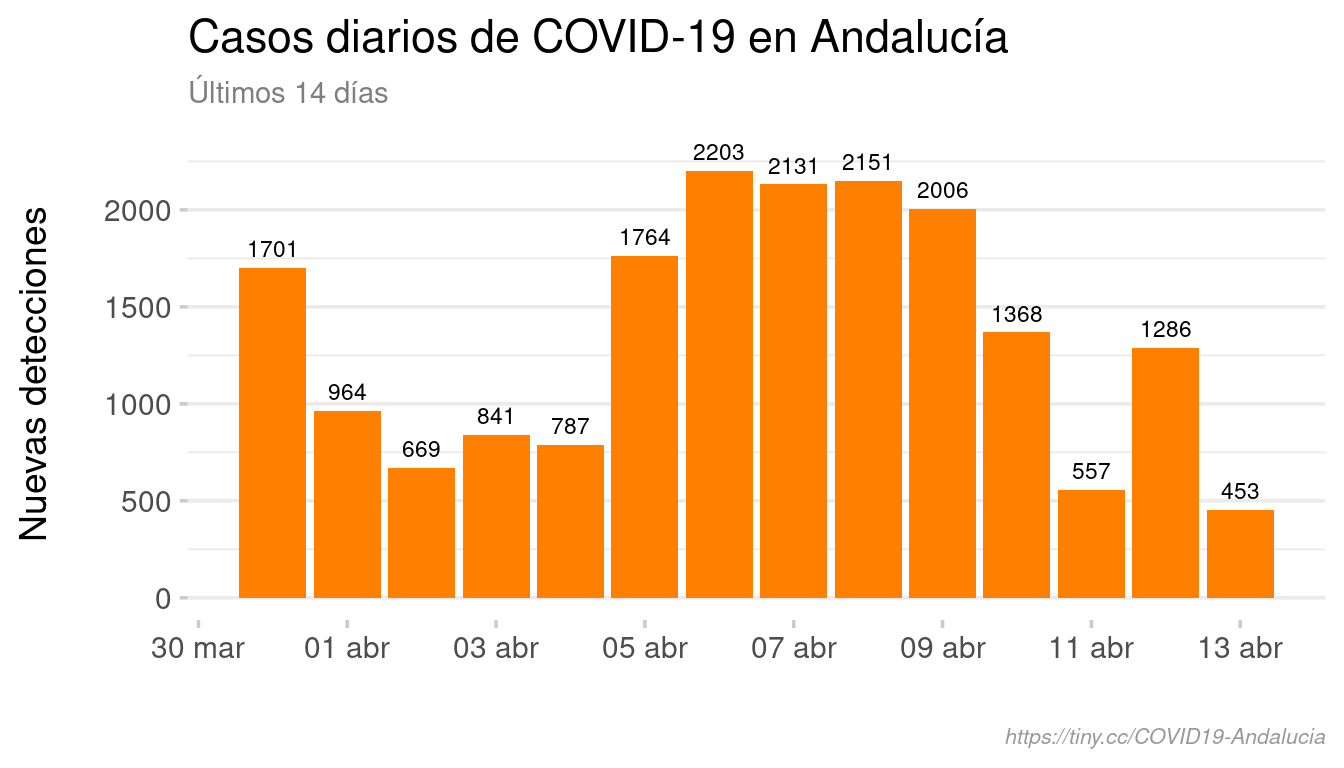 Casos diarios de COVID-19 en Andalucía
Últimos 14 días
Nuevas detecciones
2000
1500
1000
500
0
1701
964
669
841
787
1764
2203
2131
2151
2006
1368
557
1286
453
30 mar
01 abr
03 abr
05 abr
07 abr
09 abr
11 abr
13 abr
https://tiny.cc/COVID19-Andalucia